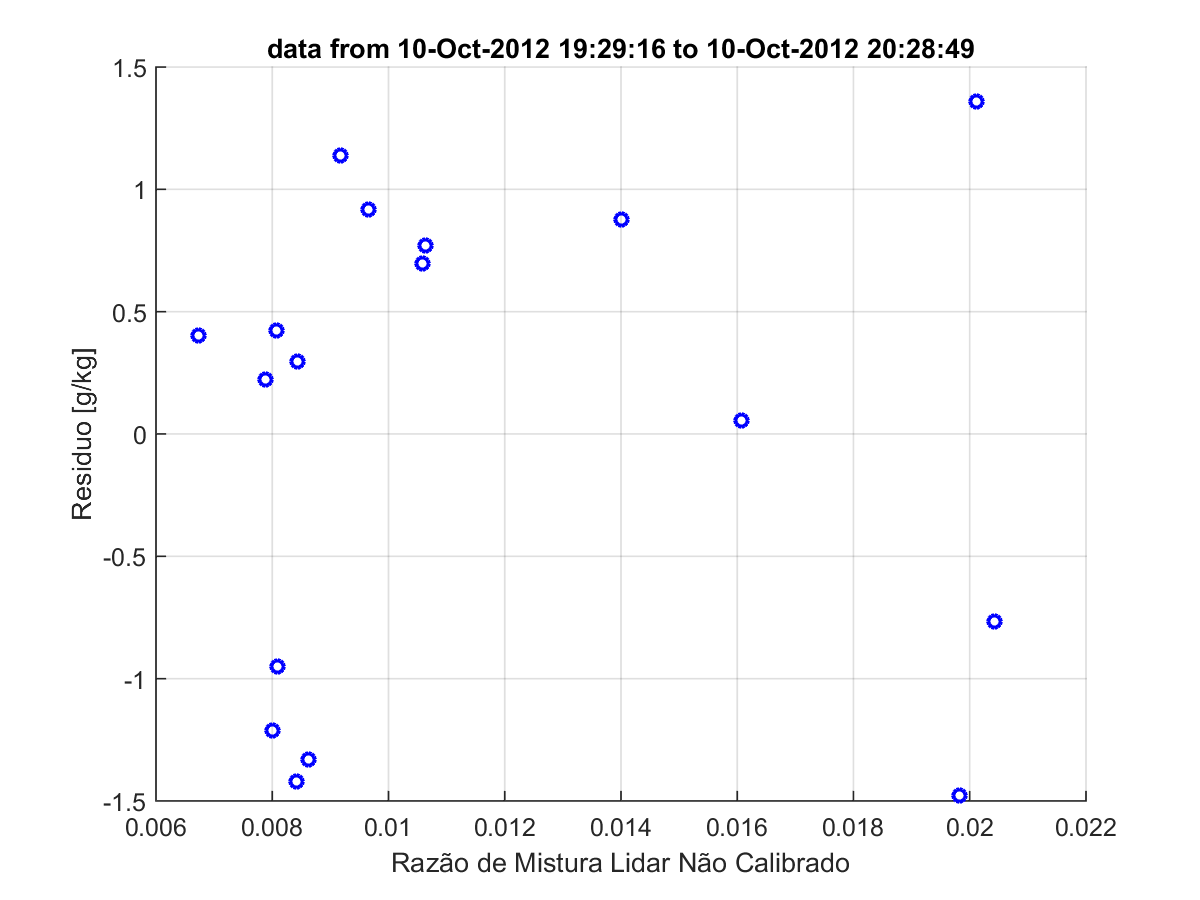 data from 10-Oct-2012 19:29:16 to 10-Oct-2012 20:28:49
1.5
1
0.5
0
-0.5
-1
-1.5
Residuo [g/kg]
0.006 0.008 0.01 0.012 0.014 0.016 0.018 0.02 0.022
Razão de Mistura Lidar Não Calibrado